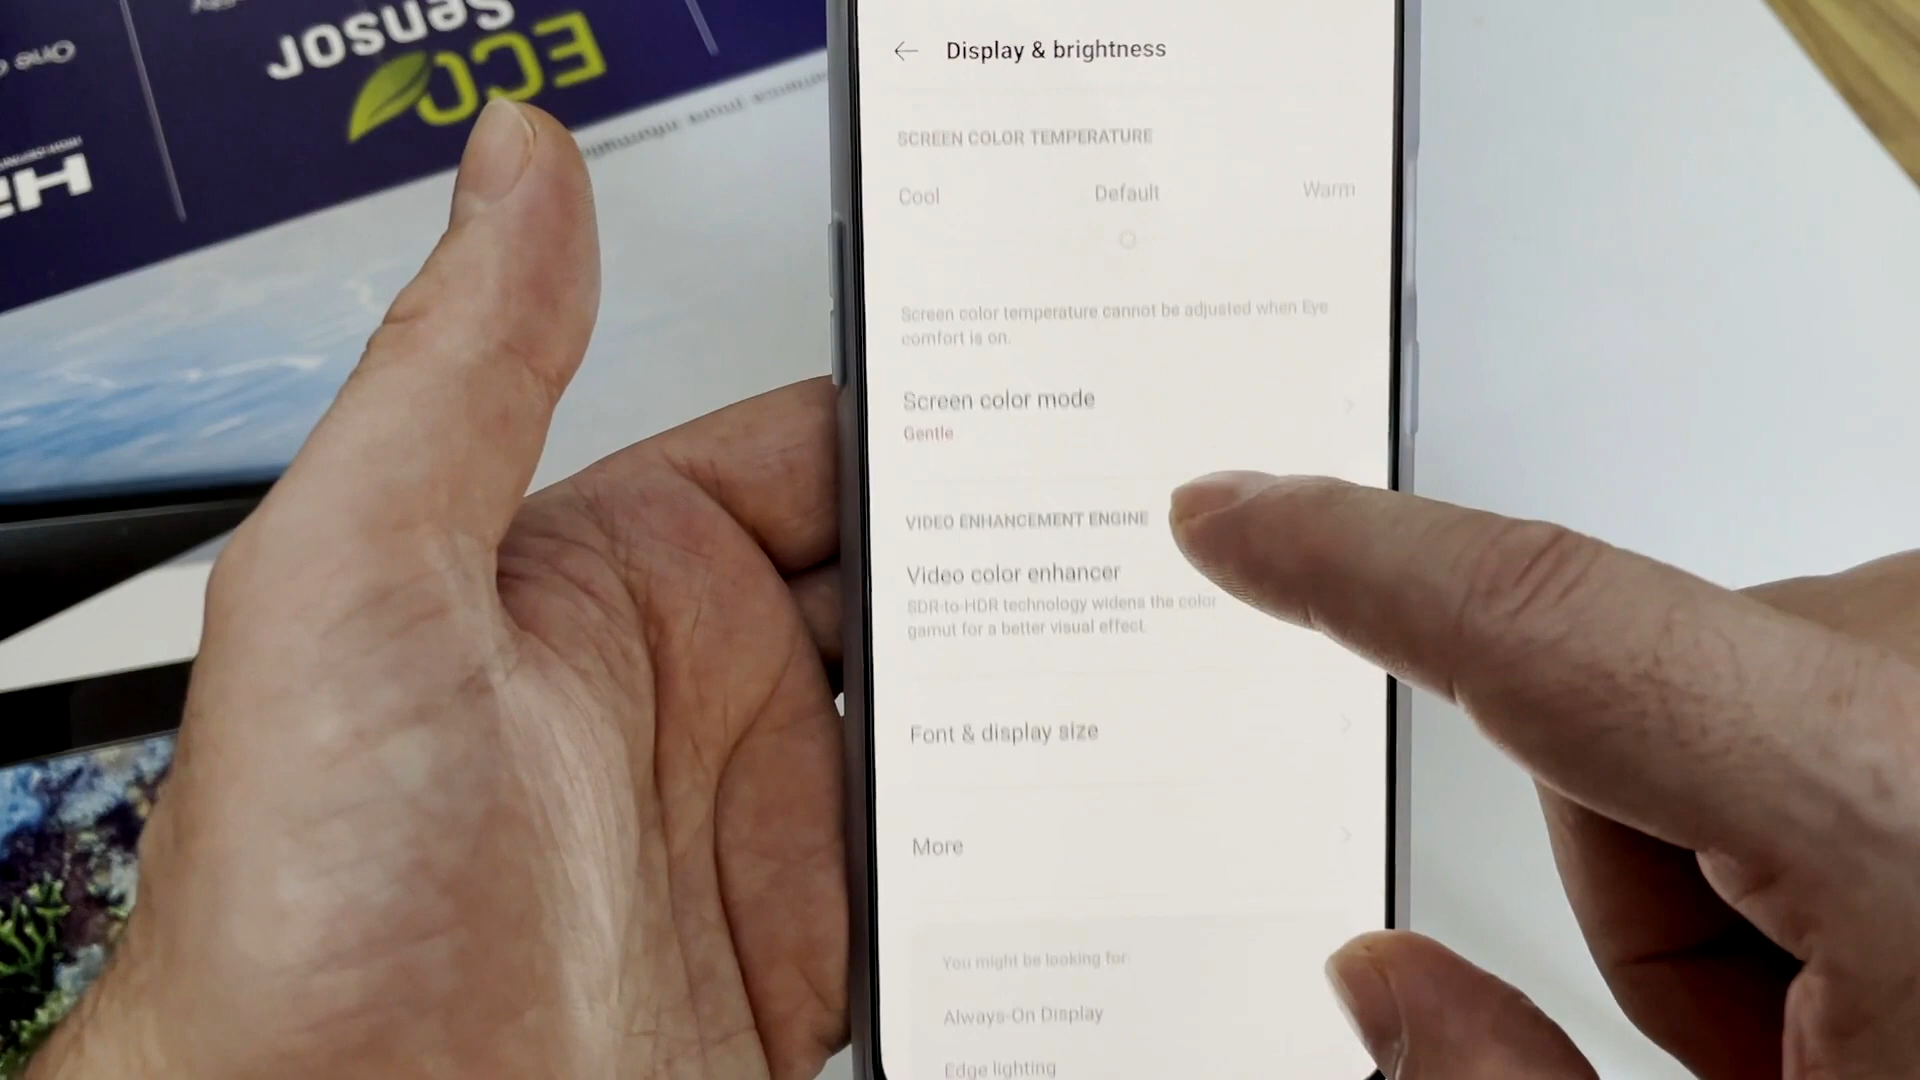 Sensor
ECO
Display & brightness
SCREEN COLOR TEMPERATURE
Cool
Default
Warm
Screen color temperature cannot be adjusted when Eye
comfort is on.
Screen color mode
Gentle
VIDEO ENHANCEMENT ENGINE
Video color enhancer
SDR-to-HDR technology widens the color
gamut for a better visual effect.
Font & display size
More
You might be looking for
Always-On Display
Edge lighting